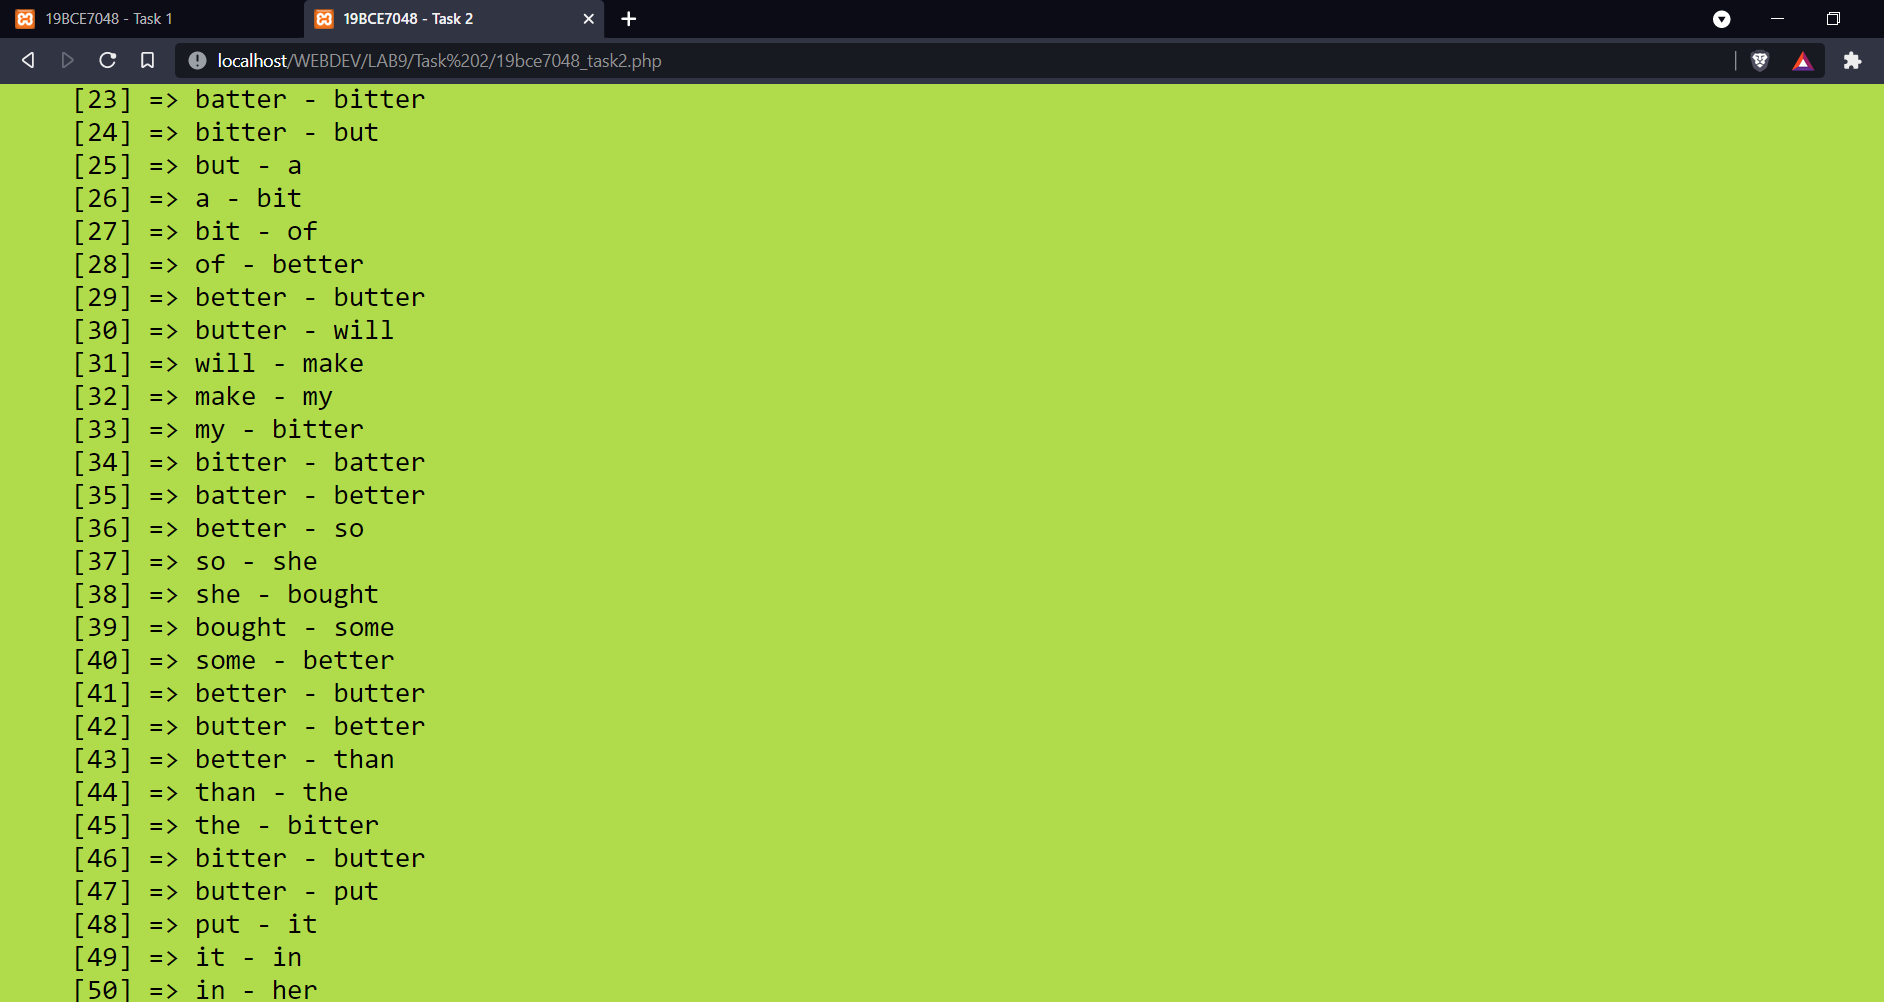 19BCE7048 - Task 1
19BCE7048 - Task 2
localhost/WEBDEV/LAB9/Task%202/19bce7048_task2.php
[23] => batter - bitter
[24] => bitter - but
[25] => but - a
[26] => a - bit
[27] => bit - of
[28] => of - better
[29] => better - butter
[30] => butter - will
[31] => will - make
[32] => make - my
[33] => my - bitter
[34] => bitter - batter
[35] => batter - better
[36] => better - so
[37] => so - she
[38] => she - bought
[39] => bought - some
[40] => some - better
[41] => better - butter
[42] => butter - better
[43] => better - than
[44] => than - the
[45] => the - bitter
[46] => bitter - butter
[47] => butter - put
[48] => put - it
[49] => it - in
[50] => in - her